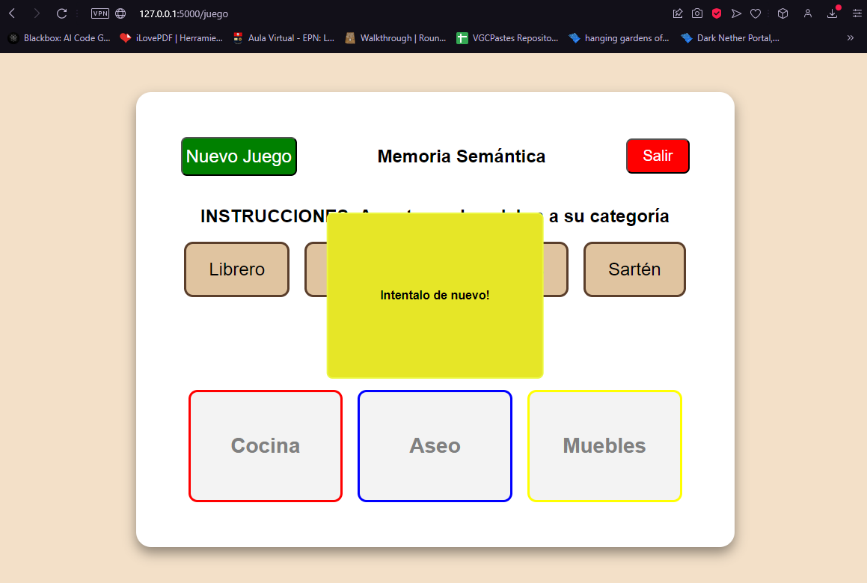 VPN
127.0.0.1:5000/juego
Blackbox: AI Code G...
iLovePDF | Herramie...
Aula Virtual - EPN: L...
Walkthrough | Roun...
VGCPastes Reposito...
hanging gardens of...
Dark Nether Portal,...
Nuevo Juego
Memoria Semántica
Salir
INSTRUCCIONES: a su categoría
Librero
Sartén
Intentalo de nuevo!
Cocina
Aseo
Muebles